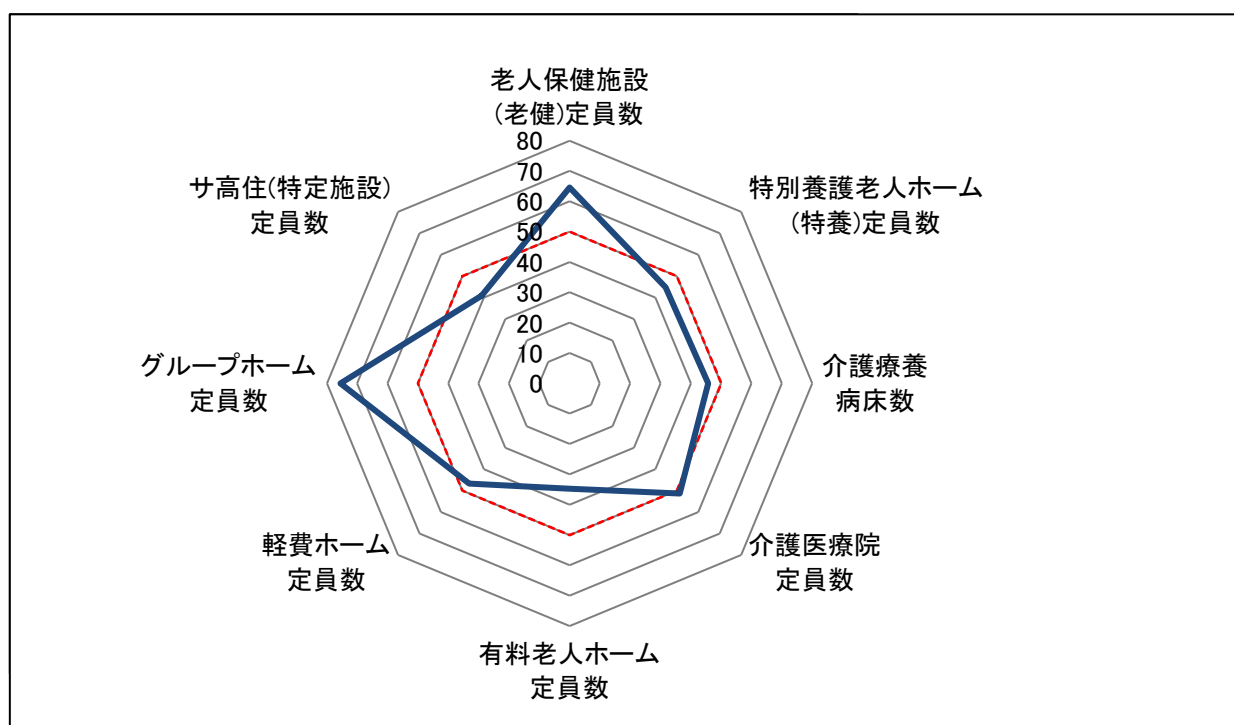 老人保健施設
(老健)定員数
特別養護老人ホーム
(特養)定員数
介護療養
病床数
介護医療院
定員数
有料老人ホーム
定員数
軽費ホーム
定員数
グループホーム
定員数
サ高住(特定施設)
定員数
80
70
60
50
40
30
20
10
0